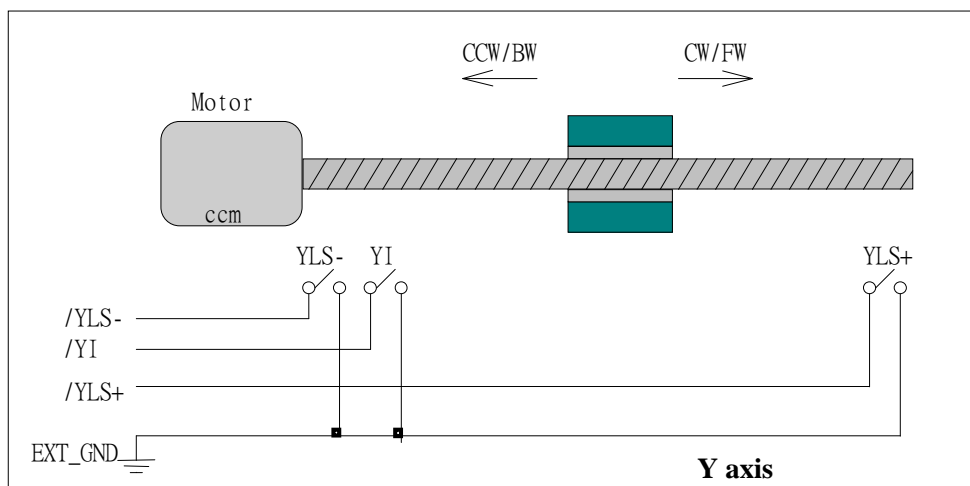 CCW/BW CW/FW
Motor
ccm
YLS- YI YLS+
/YLS-
/YI
/YLS+
EXT_GND
Y axis